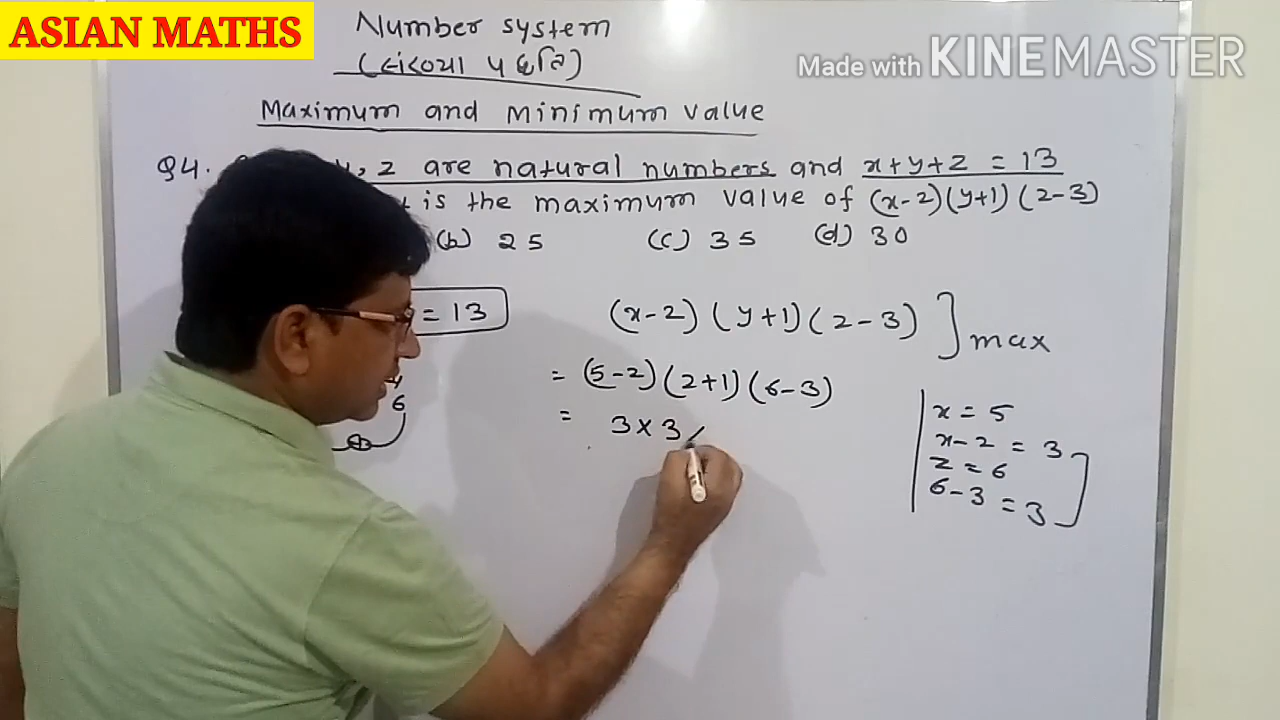 ASIAN MATHS
Made with KINEMASTER
Number system
(સંખ્યા પદ્ધતિ)
Maximum and minimum value
Q4. z are natural numbers and x+y+z = 13
is the maximum value of (x-2)(y+1)(z-3)
(b) 25 (c) 35 (d) 30
= 13
(x-2)(y+1)(z-3)]max
= (5-2)(2+1)(6-3)
= 3×3
6
x = 5
x-2 = 3
z = 6
6-3 = 3